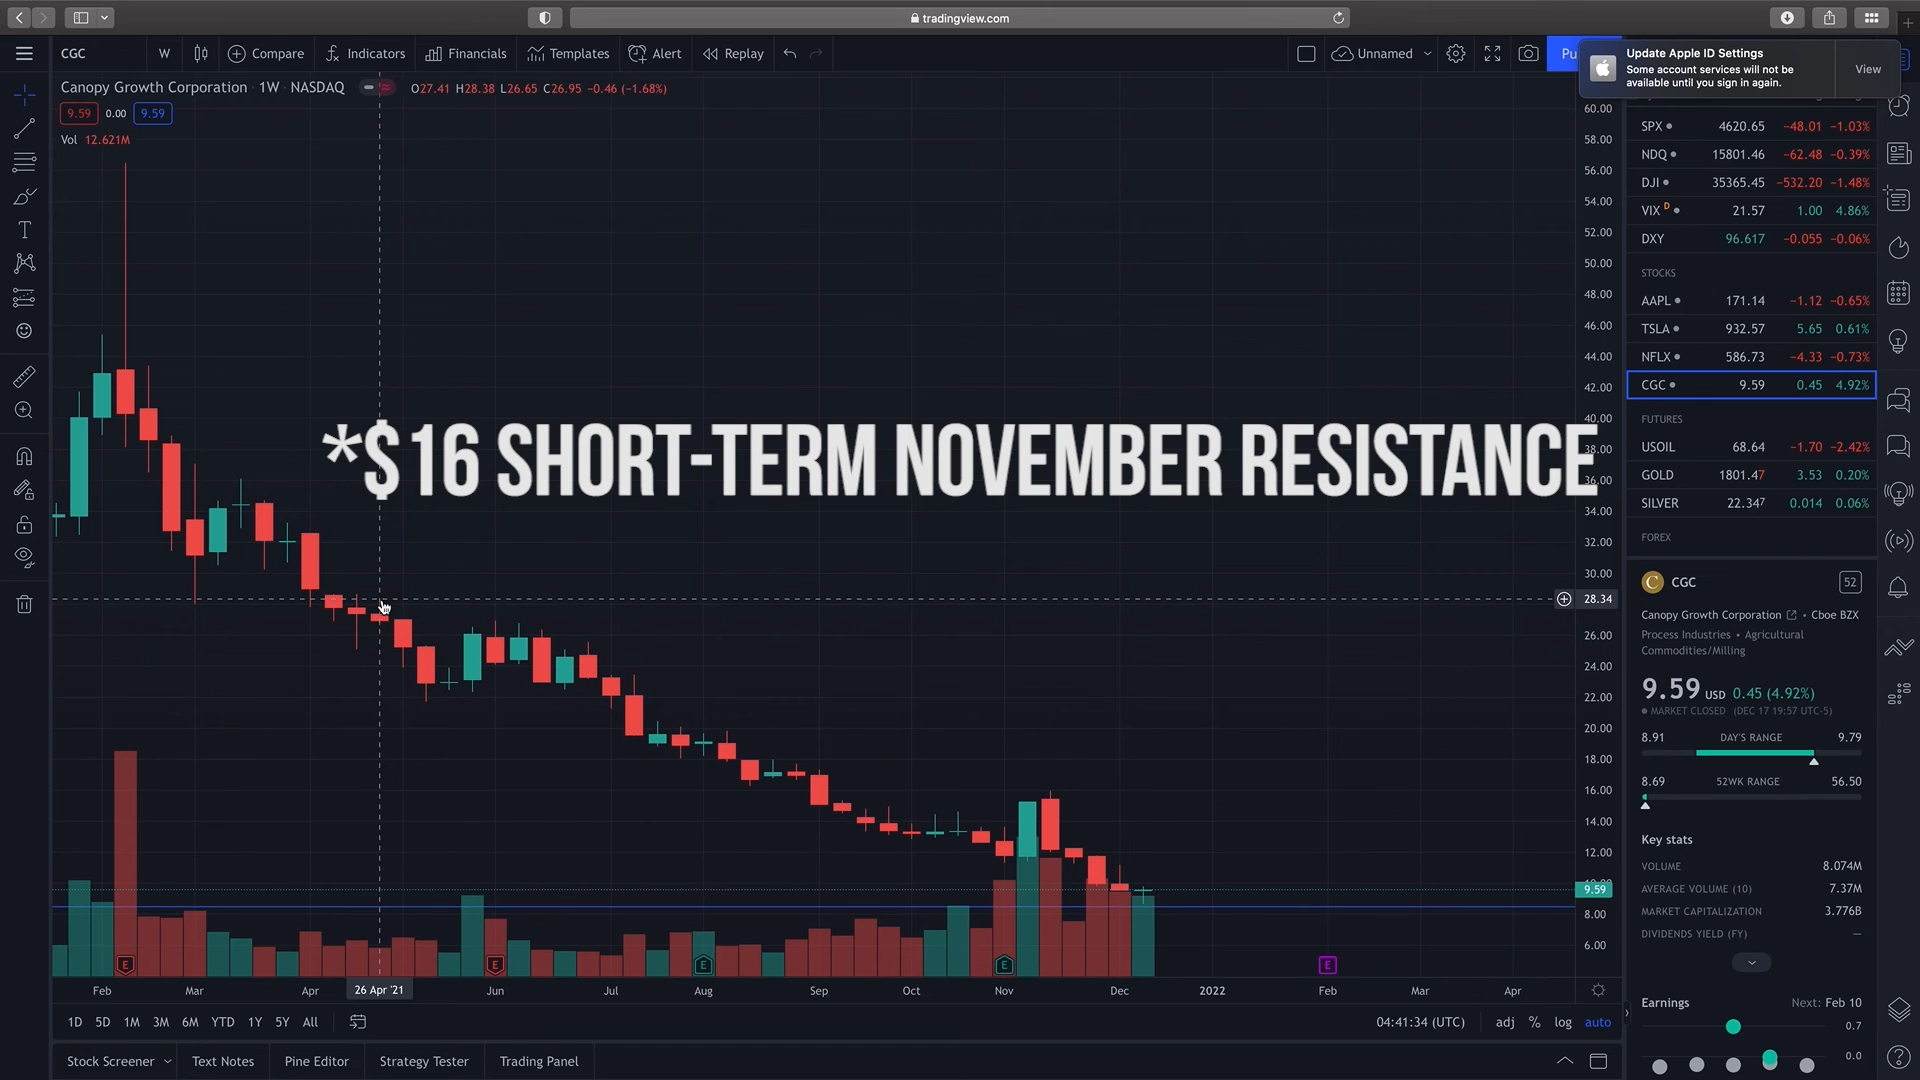 tradingview.com
CGC W Compare Indicators Financials Templates Alert Replay Unnamed Pu
Update Apple ID Settings
Some account services will not be available until you sign in again.
View
Canopy Growth Corporation · 1W · NASDAQ O27.41 H28.38 L26.65 C26.95 −0.46 (−1.68%)
9.59 0.00 9.59
Vol 12.621M
*$16 SHORT-TERM NOVEMBER RESISTANCE
60.00
58.00
56.00
54.00
52.00
50.00
48.00
46.00
44.00
42.00
40.00
38.00
36.00
34.00
32.00
30.00
28.34
26.00
24.00
22.00
20.00
18.00
16.00
14.00
12.00
9.59
8.00
6.00
E E E E E
Feb Mar Apr 26 Apr '21 Jun Jul Aug Sep Oct Nov Dec 2022 Feb Mar Apr
1D 5D 1M 3M 6M YTD 1Y 5Y All 04:41:34 (UTC) adj % log auto
Stock Screener Text Notes Pine Editor Strategy Tester Trading Panel
SPX 4620.65 −48.01 −1.03%
NDQ 15801.46 −62.48 −0.39%
DJI 35365.45 −532.20 −1.48%
VIX D 21.57 1.00 4.86%
DXY 96.617 −0.055 −0.06%
STOCKS
AAPL 171.14 −1.12 −0.65%
TSLA 932.57 5.65 0.61%
NFLX 586.73 −4.33 −0.73%
CGC 9.59 0.45 4.92%
FUTURES
USOIL 68.64 −1.70 −2.42%
GOLD 1801.47 3.53 0.20%
SILVER 22.347 0.014 0.06%
FOREX
C CGC 52
Canopy Growth Corporation • Cboe BZX
Process Industries • Agricultural
Commodities/Milling
9.59 USD 0.45 (4.92%)
MARKET CLOSED (DEC 17 19:57 UTC-5)
8.91 DAY'S RANGE 9.79
8.69 52WK RANGE 56.50
Key stats
VOLUME 8.074M
AVERAGE VOLUME (10) 7.37M
MARKET CAPITALIZATION 3.776B
DIVIDENDS YIELD (FY) —
Earnings Next: Feb 10
0.7
0.0